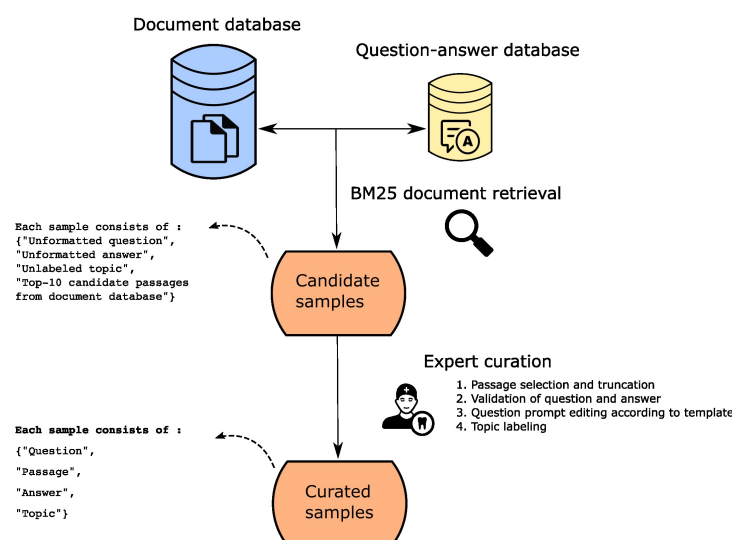 Document database
Question-answer database
A
BM25 document retrieval
Each sample consists of :
{"Unformatted question",
"Unformatted answer",
"Unlabeled topic",
"Top-10 candidate passages
from document database"}
Candidate
samples
Expert curation
1. Passage selection and truncation
2. Validation of question and answer
3. Question prompt editing according to template
4. Topic labeling
Each sample consists of :
{"Question",
"Passage",
"Answer",
"Topic"}
Curated
samples